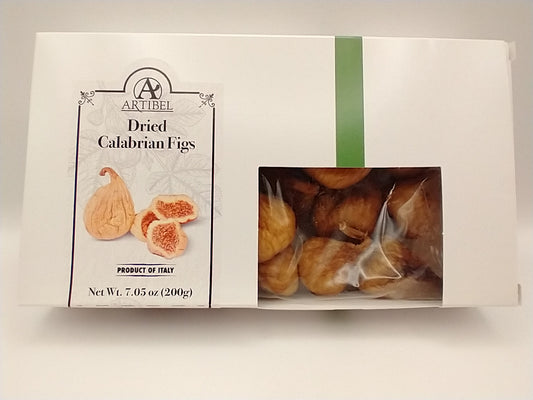 ARTIBEL
Dried
Calabrian Figs
PRODUCT OF ITALY
Net Wt. 7.05 oz (200g)